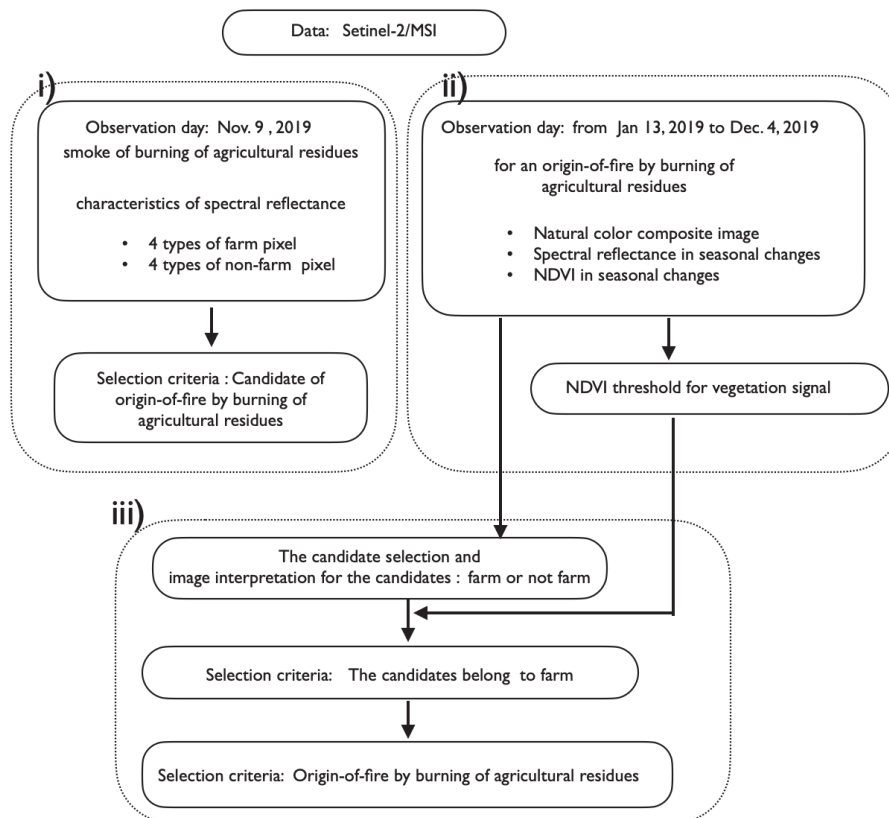 Data: Setinel-2/MSI
i)
Observation day: Nov. 9 , 2019
smoke of burning of agricultural residues
characteristics of spectral reflectance
• 4 types of farm pixel
• 4 types of non-farm pixel
Selection criteria : Candidate of
origin-of-fire by burning of
agricultural residues
ii)
Observation day: from Jan 13, 2019 to Dec. 4, 2019
for an origin-of-fire by burning of
agricultural residues
• Natural color composite image
• Spectral reflectance in seasonal changes
• NDVI in seasonal changes
NDVI threshold for vegetation signal
iii)
The candidate selection and
image interpretation for the candidates : farm or not farm
Selection criteria: The candidates belong to farm
Selection criteria: Origin-of-fire by burning of agricultural residues